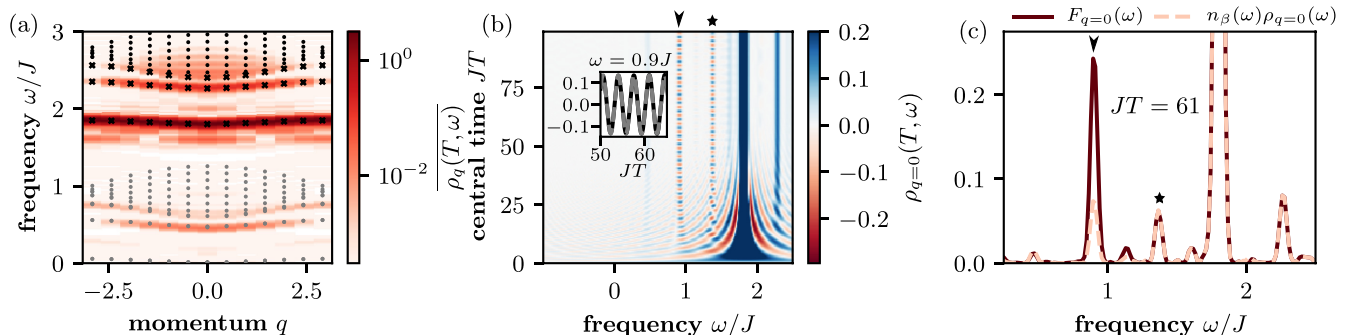 (a)
3
2
1
0
frequency ω/J
−2.5
0.0
2.5
momentum q
10⁰
10⁻²
\overline{ρ_q(T, ω)}
(b)
100
75
50
25
0
central time JT
ω = 0.9J
0.1
0.0
−0.1
50
60
JT
0
1
2
frequency ω/J
0.2
0.1
0.0
−0.1
−0.2
ρ_{q=0}(T, ω)
(c)
F_{q=0}(ω)
n_β(ω)ρ_{q=0}(ω)
JT = 61
0.2
0.1
0.0
1
2
frequency ω/J